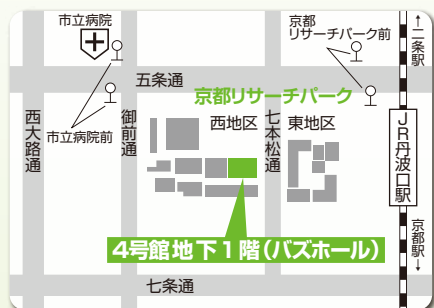 市立病院
京都
リサーチパーク前
↑二条駅
五条通
京都リサーチパーク
西大路通
市立病院前
御前通
西地区
七本松通
東地区
JR丹波口駅
4号館地下1階(バズホール)
京都駅↓
七条通